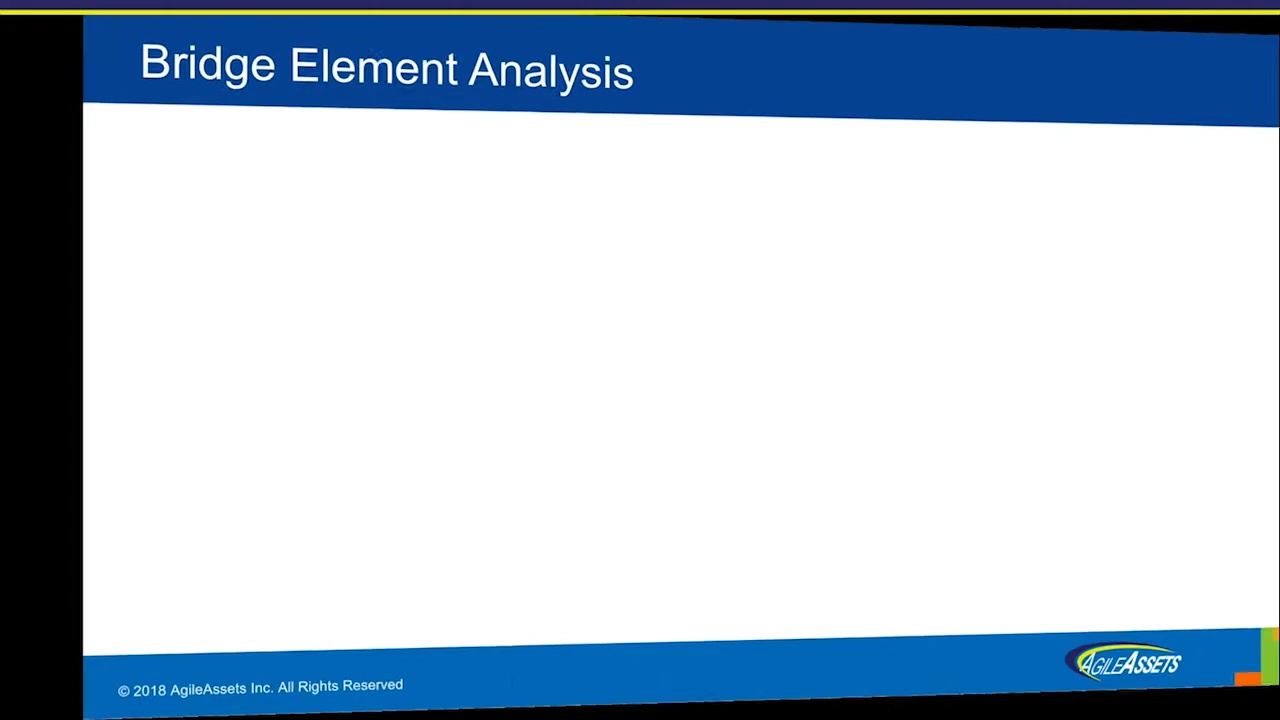 Bridge Element Analysis
© 2018 AgileAssets Inc. All Rights Reserved
AGILEASSETS